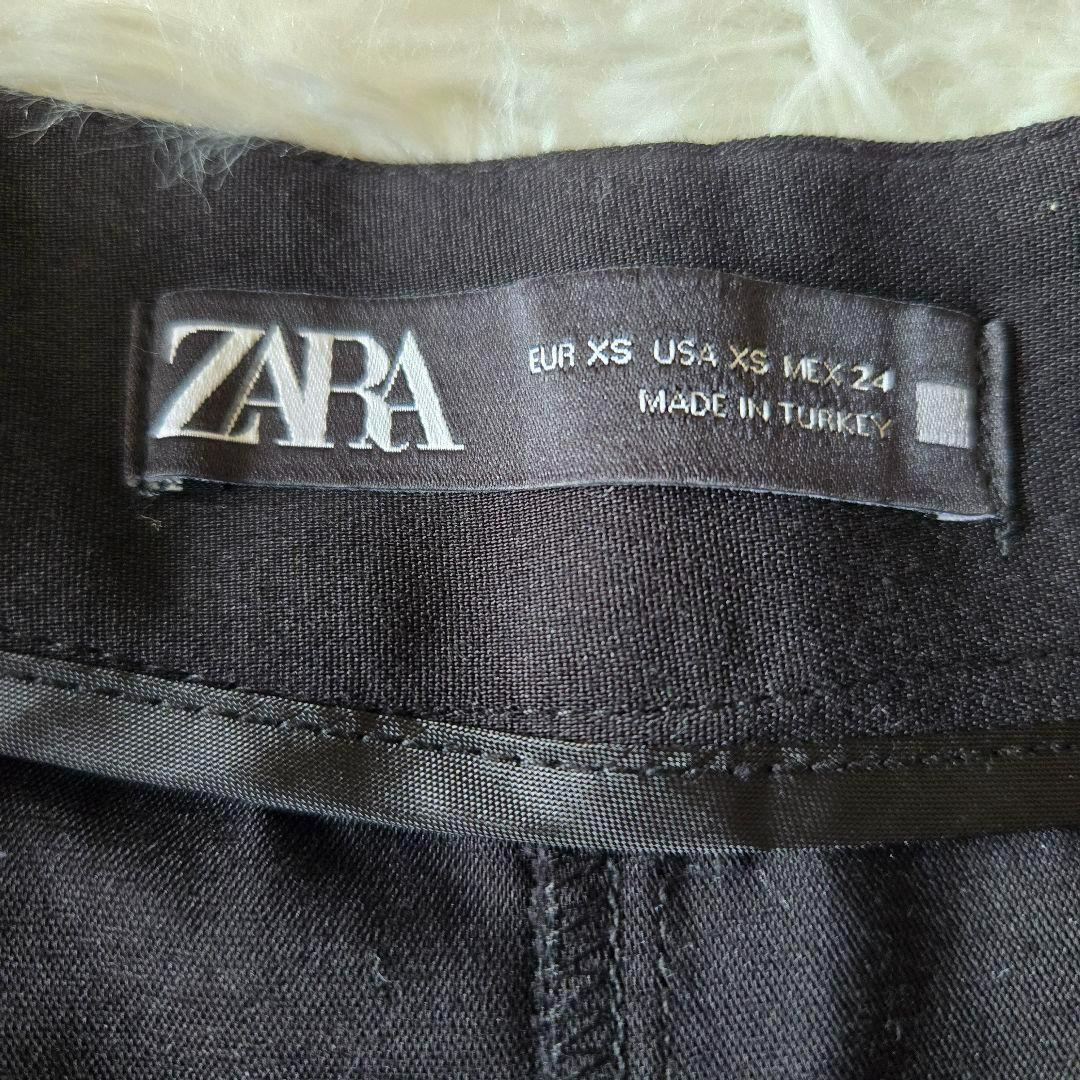 ZARA
EUR XS USA XS MEX 24
MADE IN TURKEY